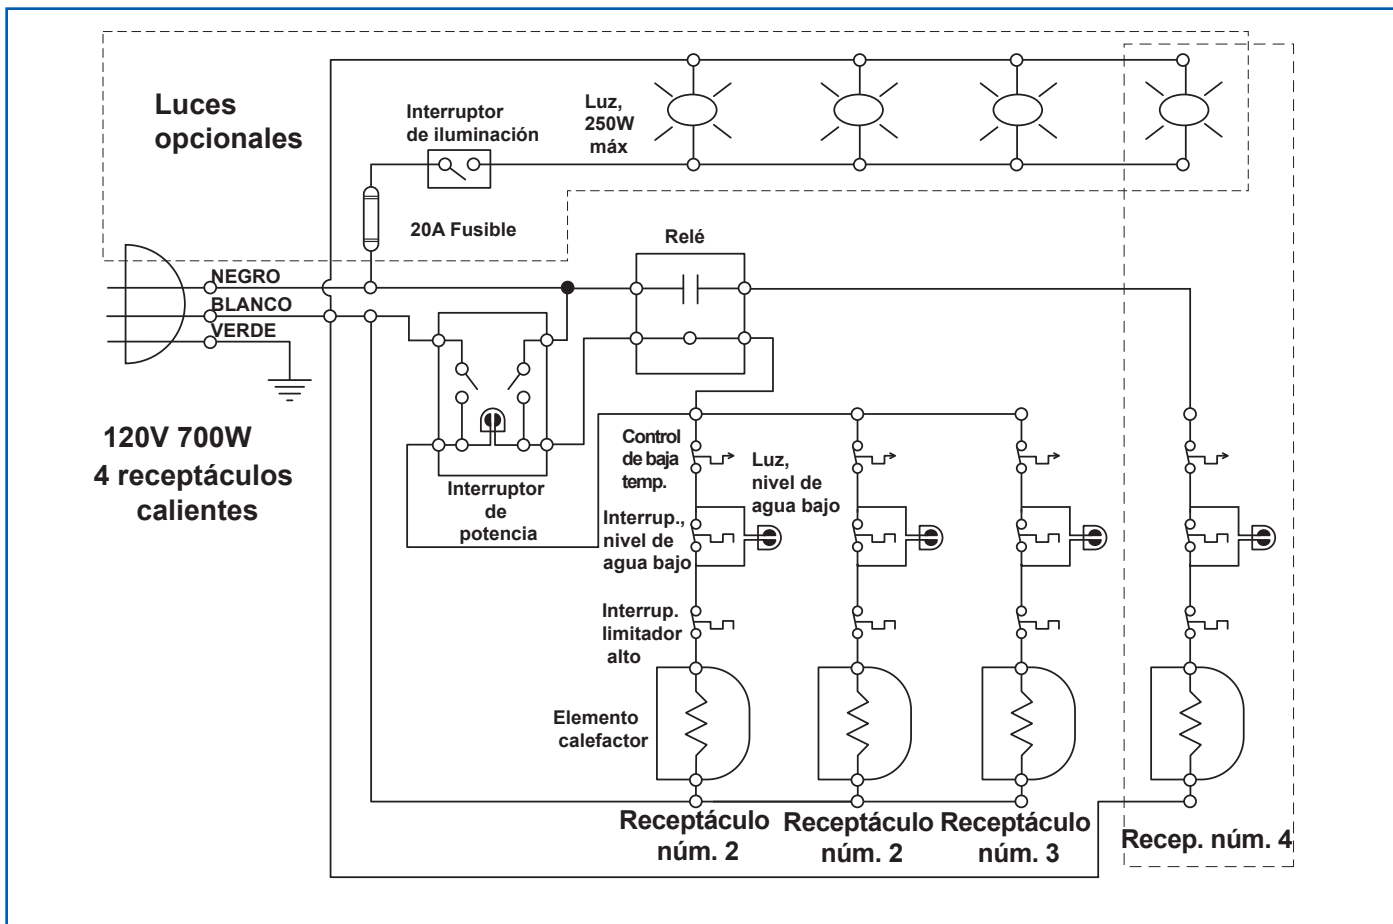 Luces
opcionales
Interruptor
de iluminación
Luz,
250W
máx
20A Fusible
Relé
NEGRO
BLANCO
VERDE
120V 700W
4 receptáculos
calientes
Interruptor
de
potencia
Control
de baja
temp.
Luz,
nivel de
agua bajo
Interrup.,
nivel de
agua bajo
Interrup.
limitador
alto
Elemento
calefactor
Receptáculo
núm. 2
Receptáculo
núm. 2
Receptáculo
núm. 3
Recep. núm. 4